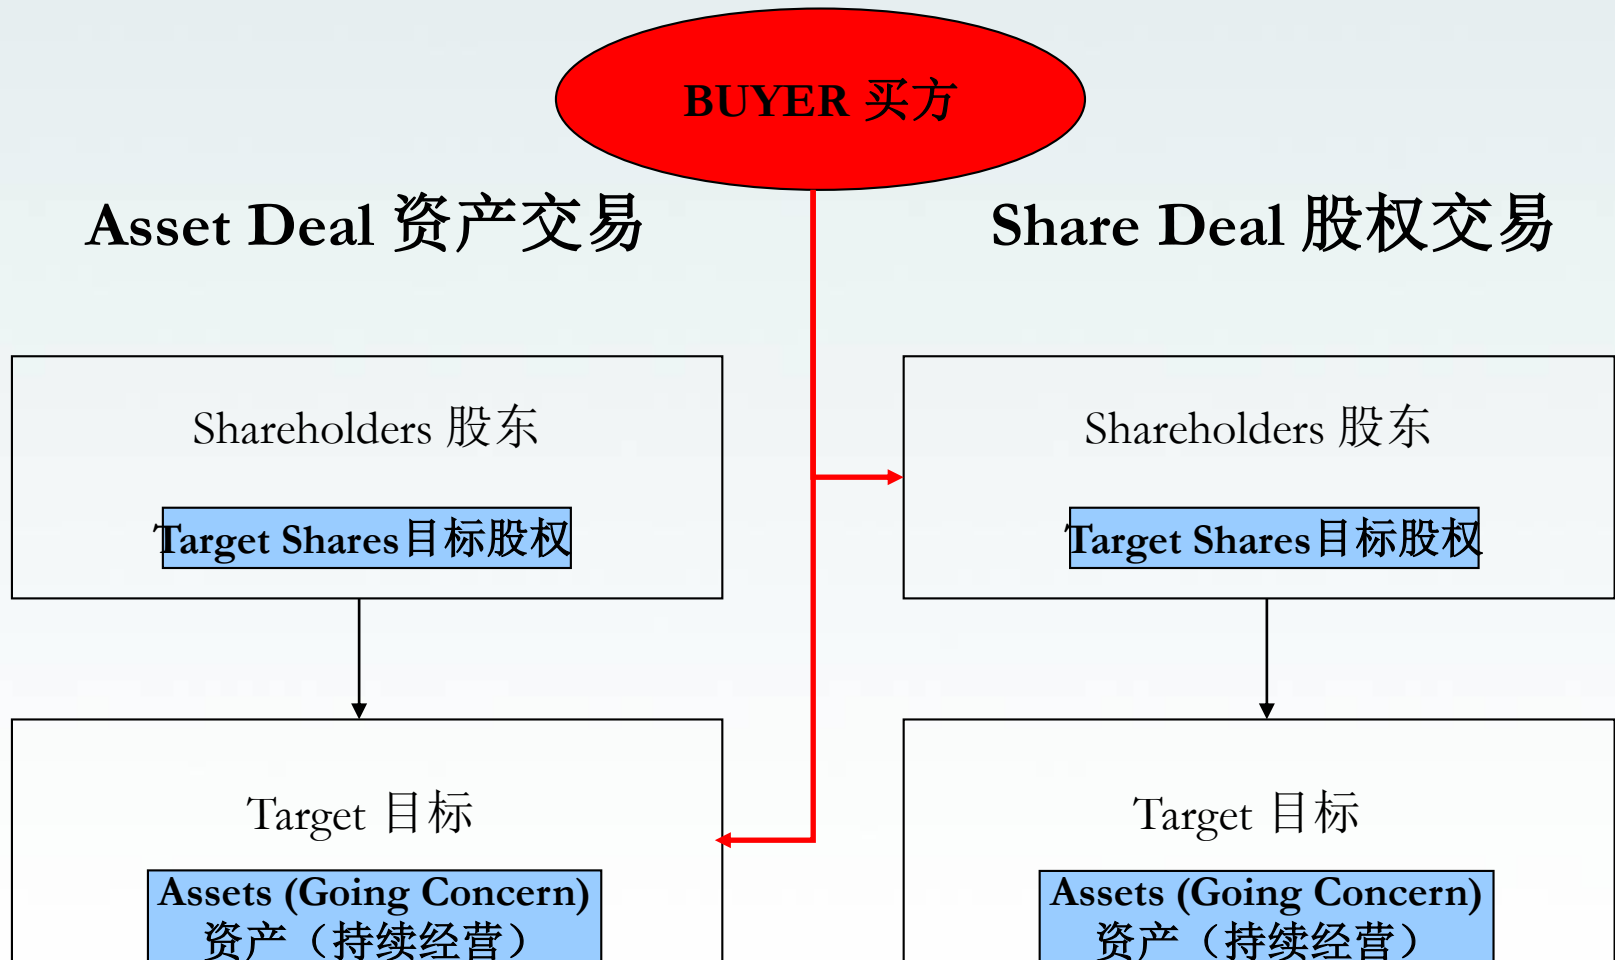 BUYER 买方
Asset Deal 资产交易
Share Deal 股权交易
Shareholders 股东
Target Shares目标股权
Shareholders 股东
Target Shares目标股权
Target 目标
Assets (Going Concern)
资产（持续经营）
Target 目标
Assets (Going Concern)
资产（持续经营）